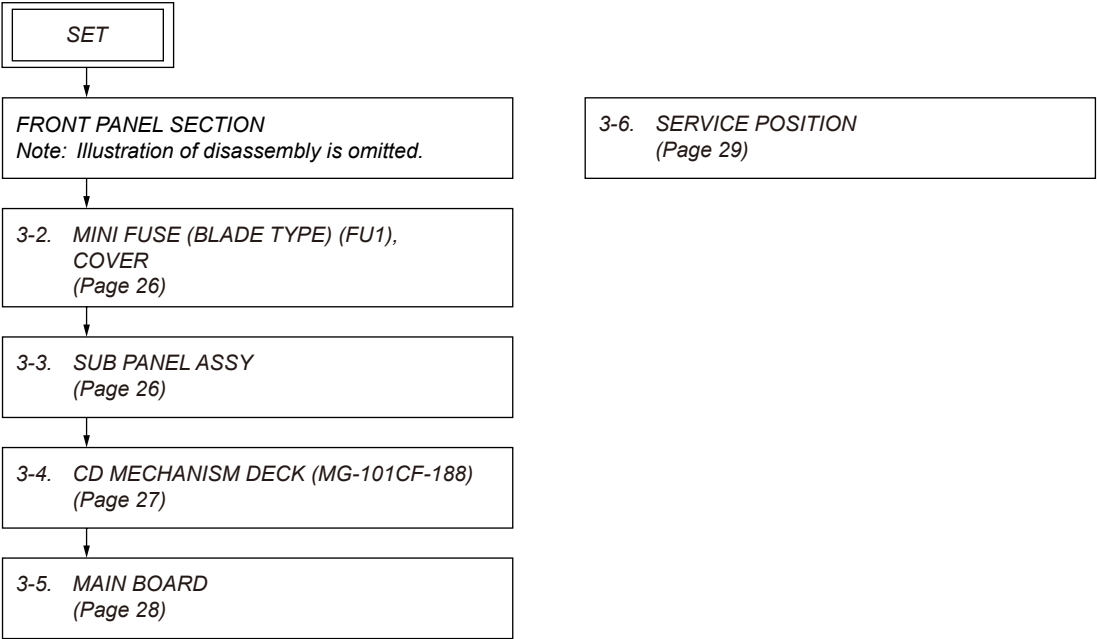 SET
FRONT PANEL SECTION
Note: Illustration of disassembly is omitted.
3-2. MINI FUSE (BLADE TYPE) (FU1),
COVER
(Page 26)
3-3. SUB PANEL ASSY
(Page 26)
3-4. CD MECHANISM DECK (MG-101CF-188)
(Page 27)
3-5. MAIN BOARD
(Page 28)
3-6. SERVICE POSITION
(Page 29)